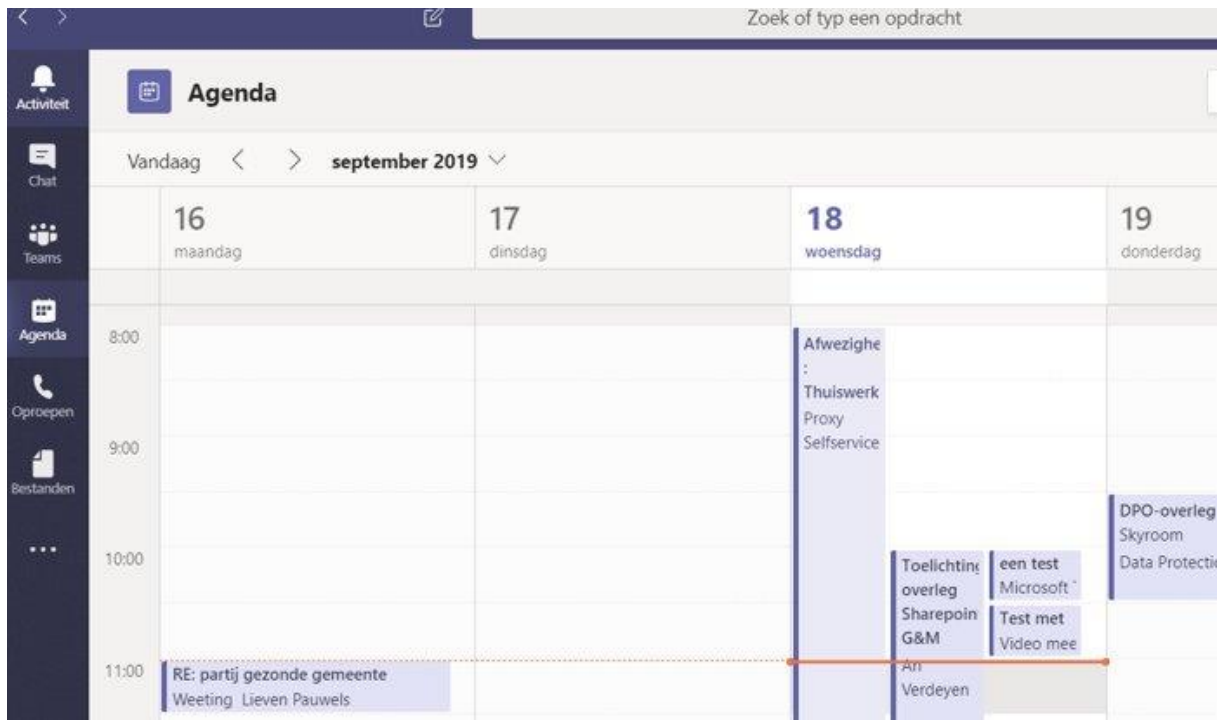 Zoek of typ een opdracht
Activiteit
Chat
Teams
Agenda
Oproepen
Bestanden
Agenda
Vandaag
september 2019
16
maandag
17
dinsdag
18
woensdag
19
donderdag
8:00
9:00
10:00
11:00
RE: partij gezonde gemeente
Weeting Lieven Pauwels
Afwezighe
:
Thuiswerk
Proxy
Selfservice
Toelichting
overleg
Sharepoin
G&M
An
Verdeyen
een test
Microsoft
Test met
Video mee
DPO-overleg
Skyroom
Data Protectio